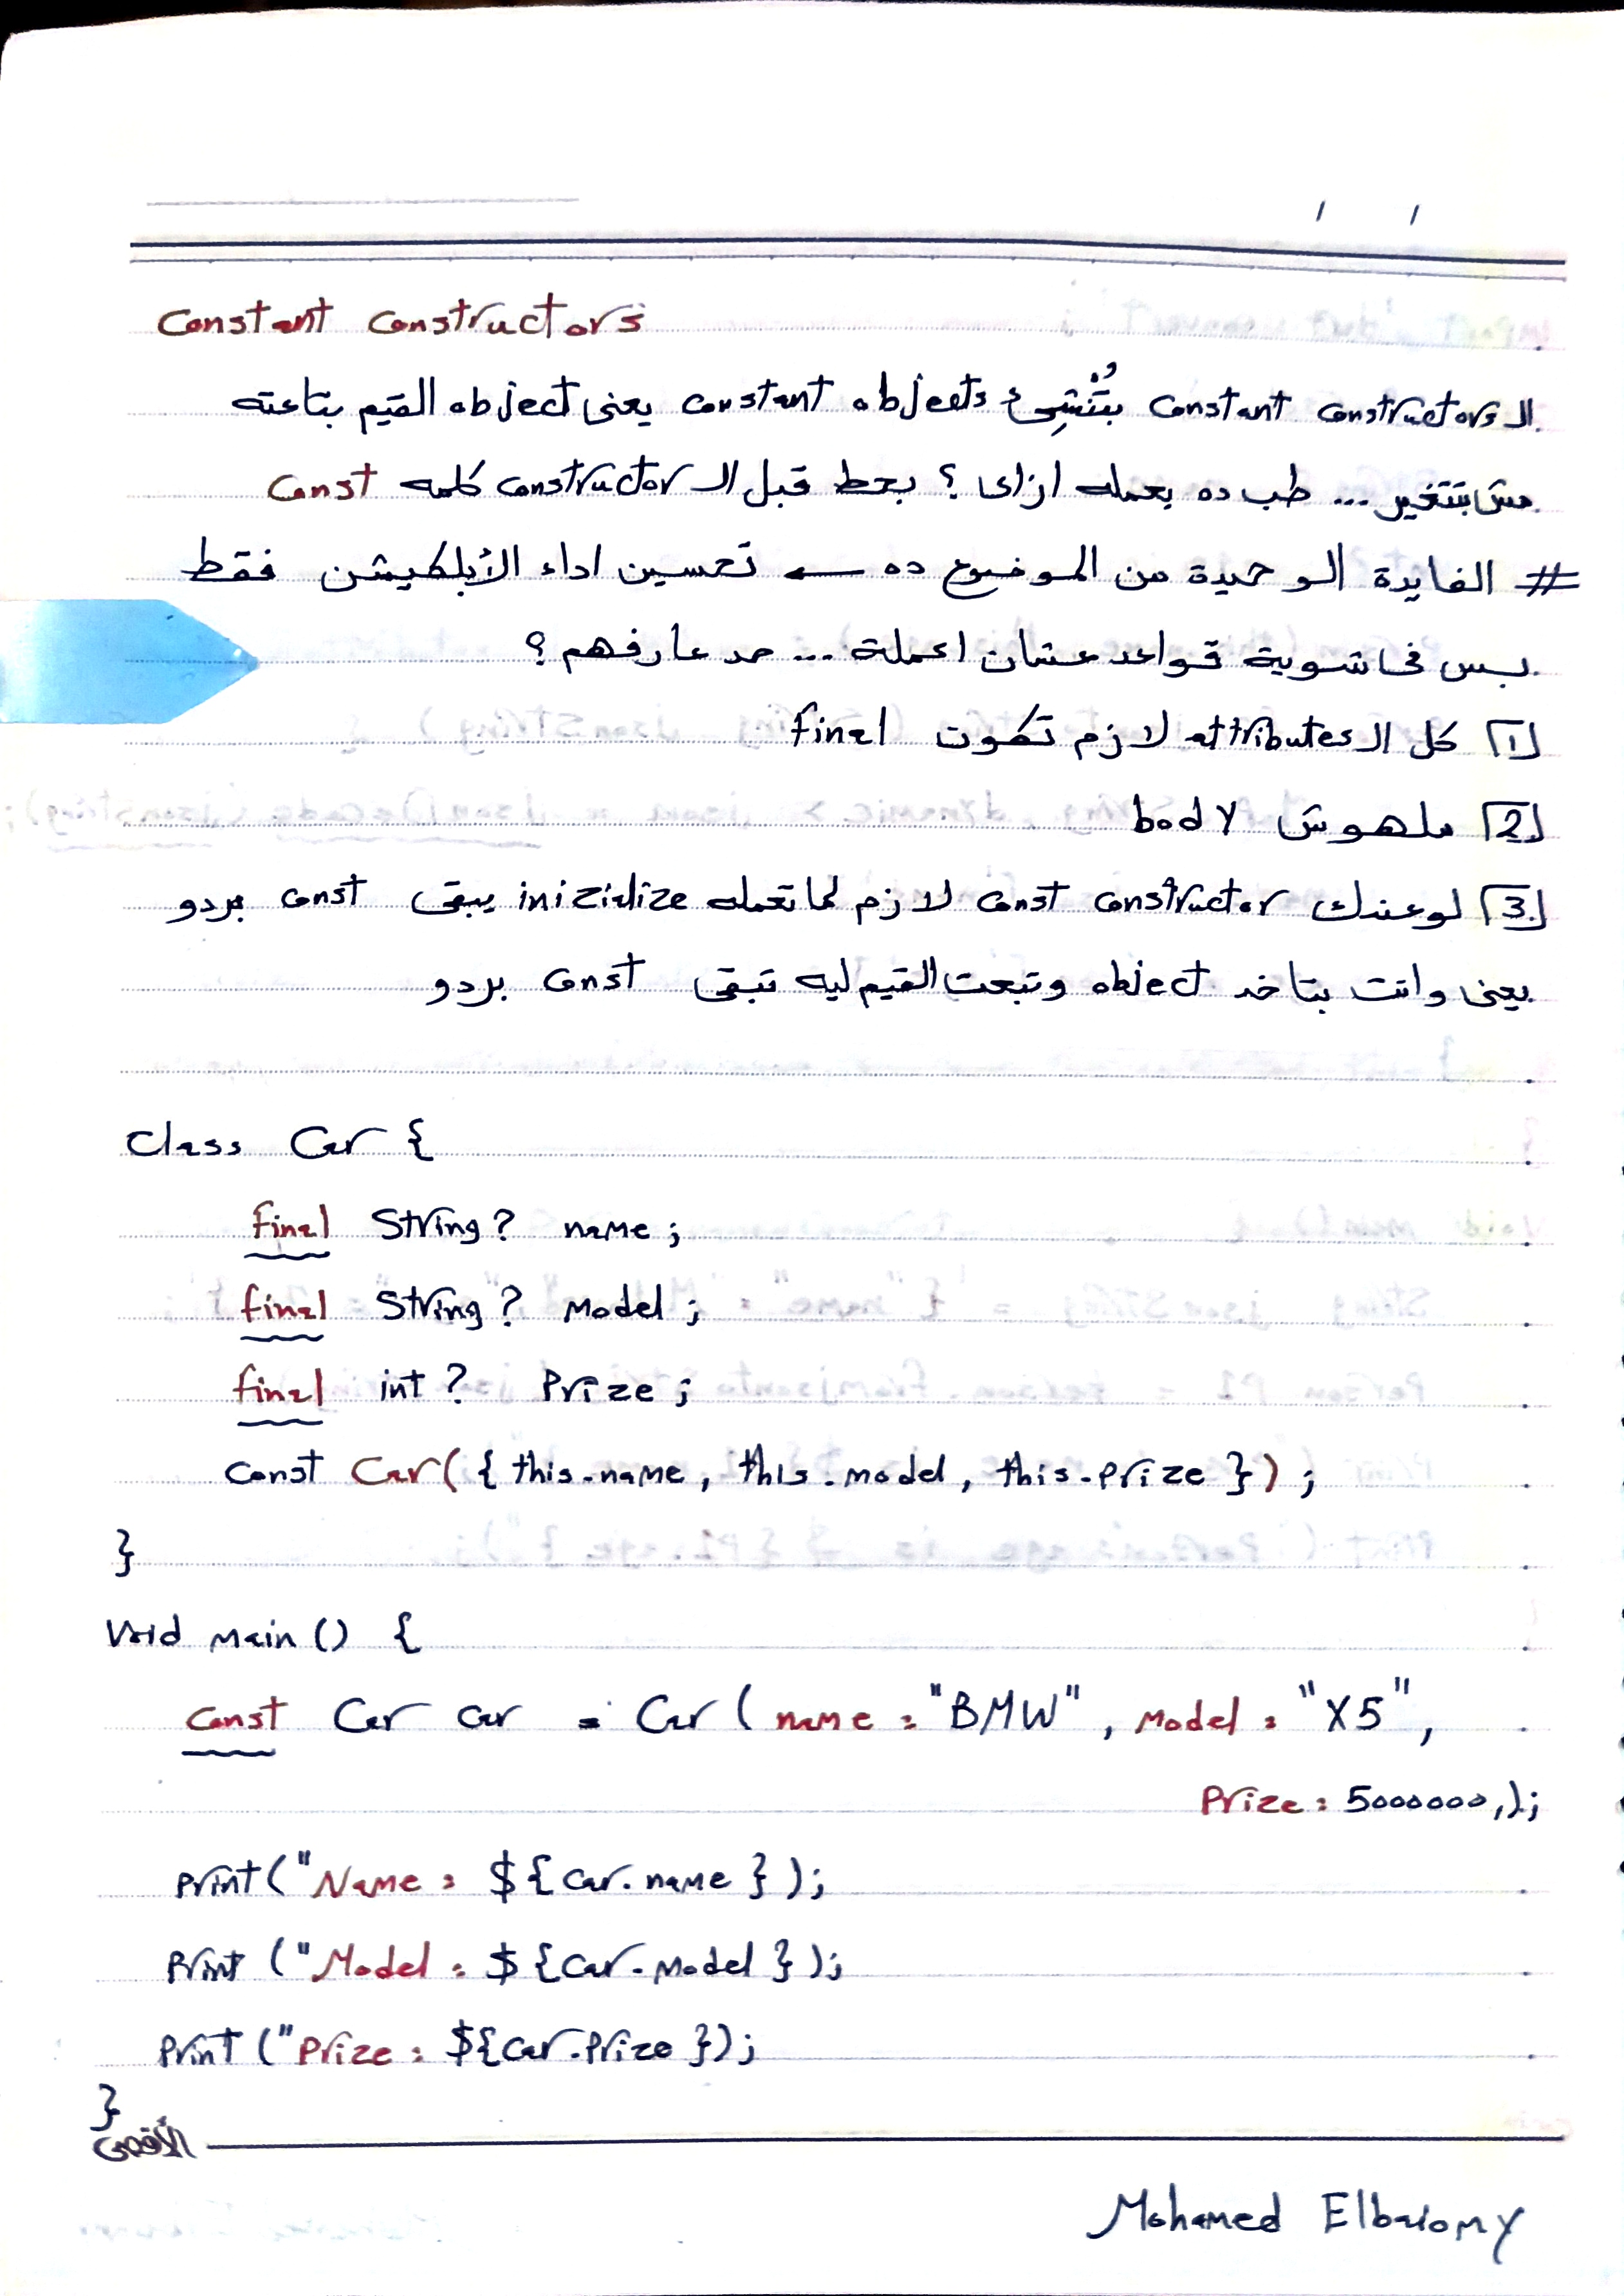 / /
Constant Constructors
الـ Constant constructors بتُنشِئ constant objects يعنى object القيم بتاعته
مش بتتغير ... طب ده بعمله ازاى ؟ بحط قبل الـ constructor كلمه Const
# الفايدة الوحيدة من الموضوع ده ← تحسين اداء الأبلكيشن فقط
بس فى شوية قواعد عشان اعملة ... حد عارفهم ؟
1 كل الـ attributes لازم تكون final
2 ملهوش body
3 لو عندك const constructor لازم لما تعمله inizialize يبقى const بردو
يعنى وانت بتاخد object وتبعت القيم ليه تبقى const بردو
Class Car {
final String? name ;
final String? Model ;
final int ? Prize ;
const Car( { this.name , this.model , this.prize } ) ;
}
Void main () {
const Car car = Car ( name : "BMW" , Model : "X5" ,
Prize : 5000000,);
print("Name : ${car.name } );
Print ("Model : ${car.Model } );
Print ("Prize : ${car.Prize });
}
الأقصى
Mohamed Elbaiomy